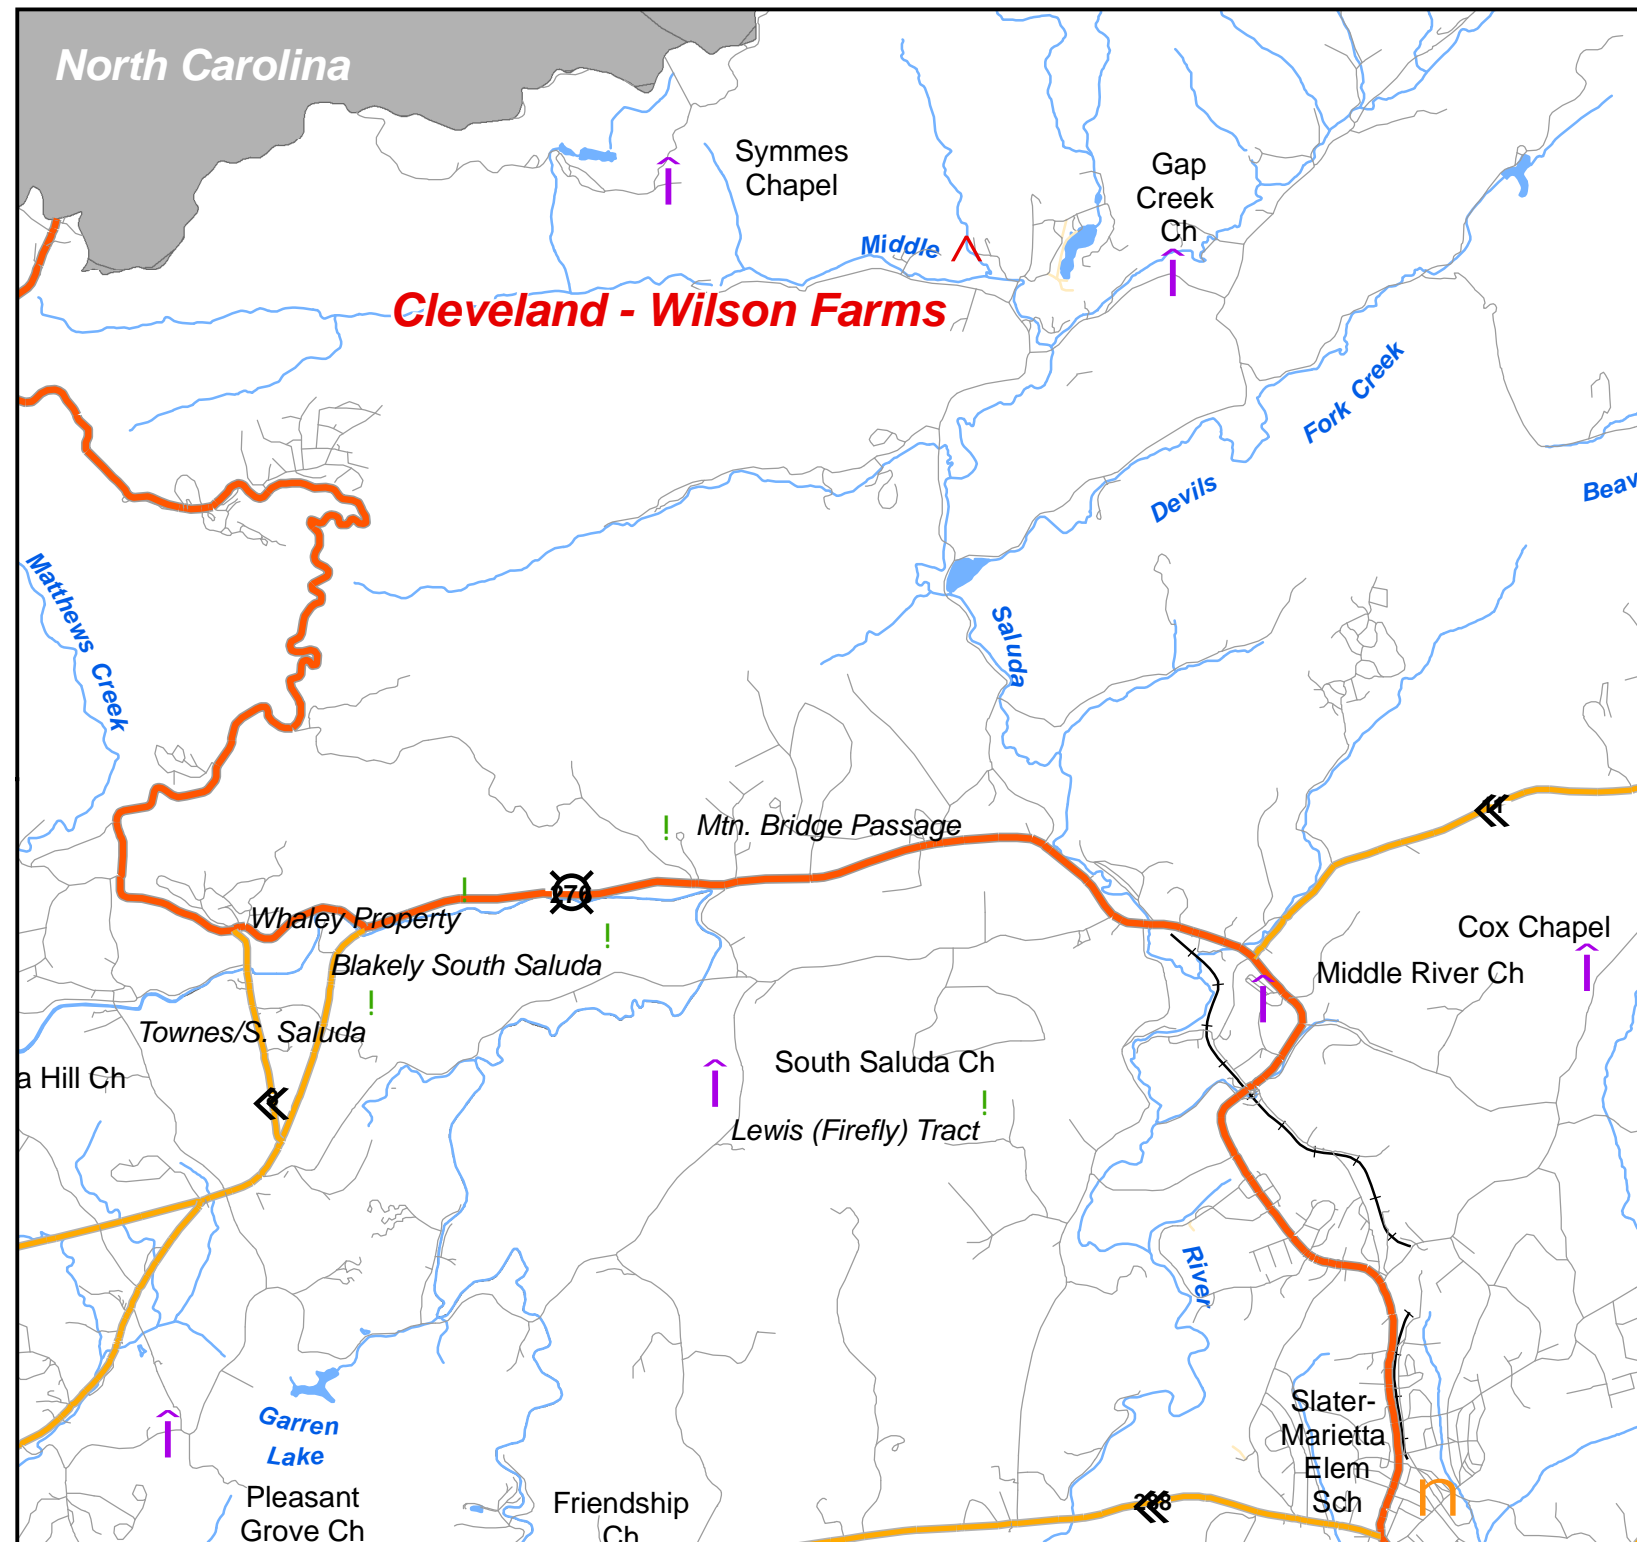 North Carolina
Symmes
Chapel
Gap
Creek
Ch
Middle
Cleveland - Wilson Farms
Fork Creek
Devils
Beav
Matthews Creek
Saluda
11
Mtn. Bridge Passage
276
Whaley Property
Cox Chapel
Blakely South Saluda
Middle River Ch
Townes/S. Saluda
South Saluda Ch
a Hill Ch
8
Lewis (Firefly) Tract
River
Garren
Lake
Slater-
Marietta
Elem
Sch
Pleasant
Grove Ch
Friendship
Ch
288